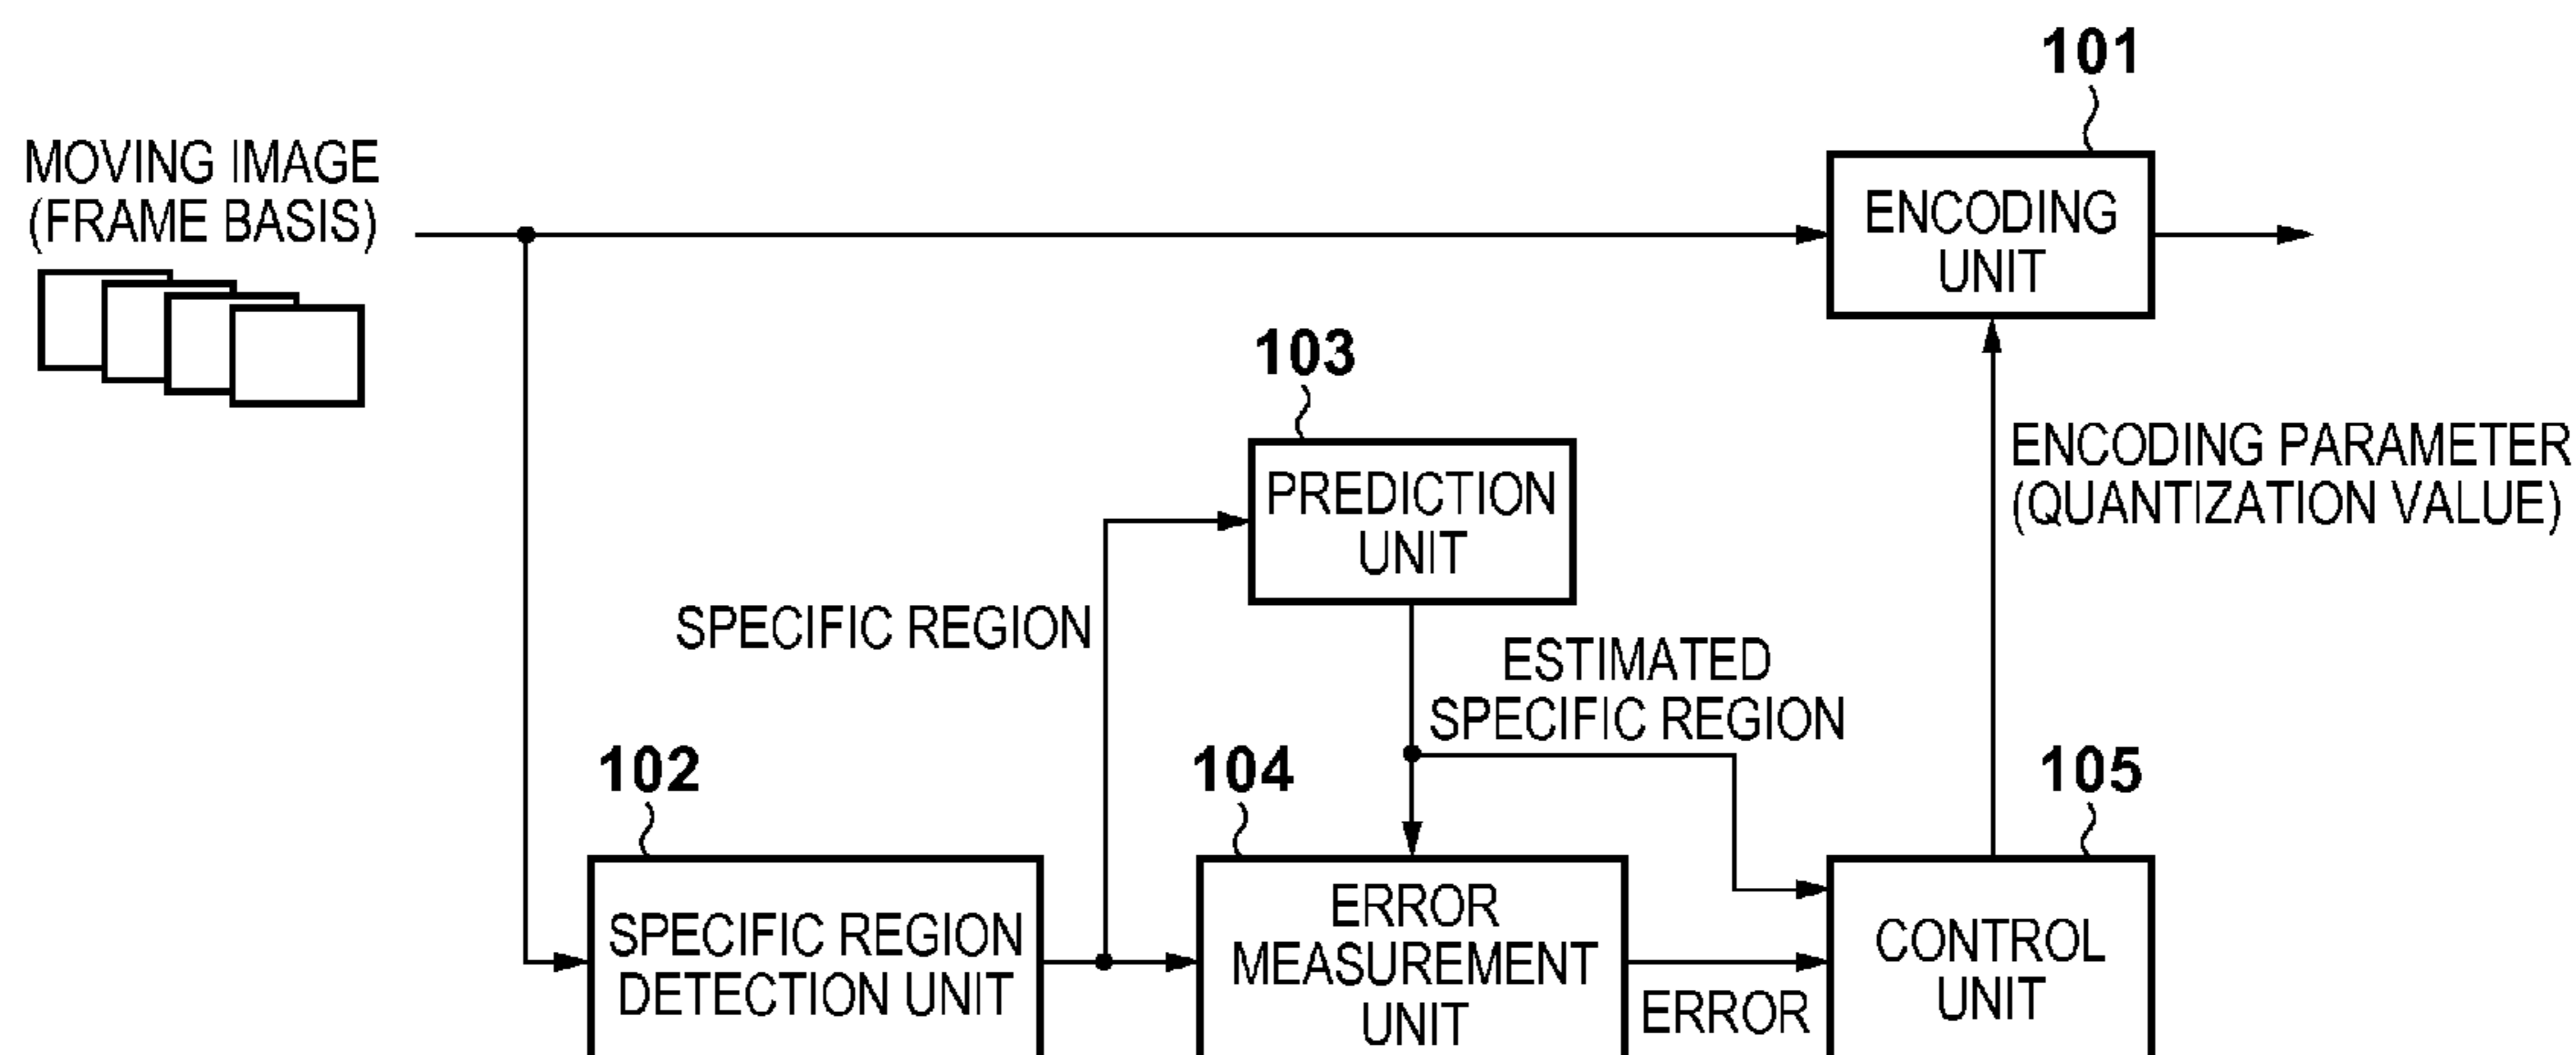 101
MOVING IMAGE
(FRAME BASIS)
ENCODING
UNIT
103
PREDICTION
UNIT
ENCODING PARAMETER
(QUANTIZATION VALUE)
SPECIFIC REGION
ESTIMATED
SPECIFIC REGION
102
104
105
SPECIFIC REGION
DETECTION UNIT
ERROR
MEASUREMENT
UNIT
ERROR
CONTROL
UNIT